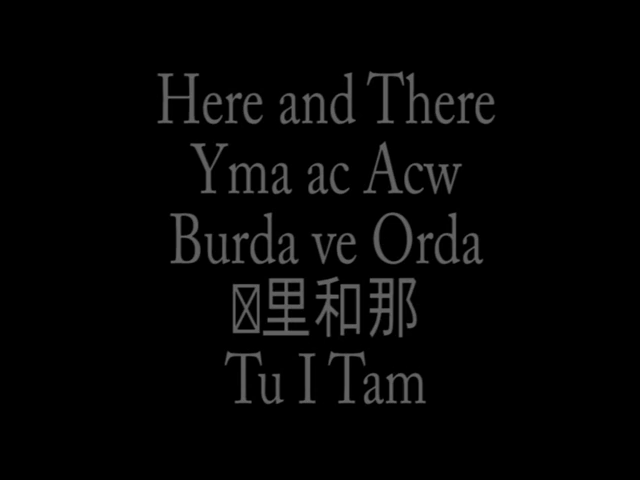 Here and There
Yma ac Acw
Burda ve Orda
里和那
Tu I Tam